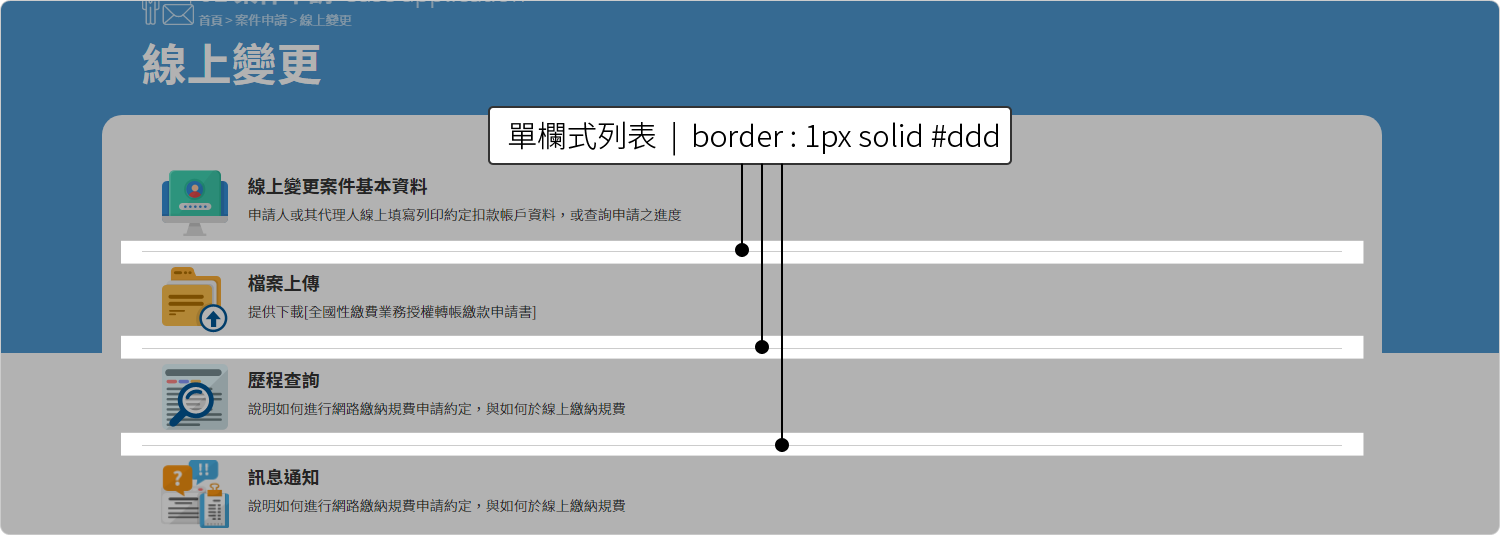 首頁 > 案件申請 > 線上變更
線上變更
單欄式列表 | border : 1px solid #ddd
線上變更案件基本資料
申請人或其代理人線上填寫列印約定扣款帳戶資料，或查詢申請之進度
檔案上傳
提供下載[全國性繳費業務授權轉帳繳款申請書]
歷程查詢
說明如何進行網路繳納規費申請約定，與如何於線上繳納規費
?
!!
訊息通知
說明如何進行網路繳納規費申請約定，與如何於線上繳納規費